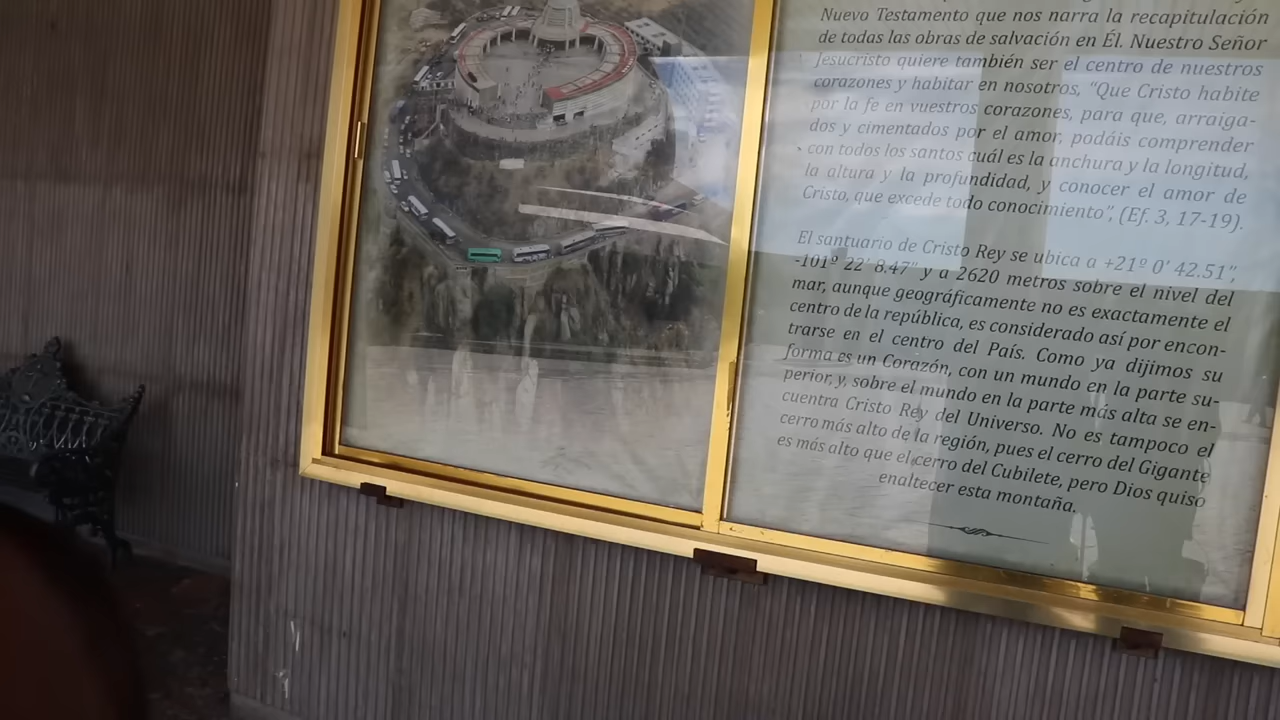 Nuevo Testamento que nos narra la recapitulación
de todas las obras de salvación en Él. Nuestro Señor
Jesucristo quiere también ser el centro de nuestros
corazones y habitar en nosotros, "Que Cristo habite
por la fe en vuestros corazones, para que, arraiga-
dos y cimentados por el amor, podáis comprender
con todos los santos cuál es la anchura y la longitud,
la altura y la profundidad, y conocer el amor de
Cristo, que excede todo conocimiento", (Ef. 3, 17-19).
El santuario de Cristo Rey se ubica a +21º 0' 42.51",
-101º 22' 8.47" y a 2620 metros sobre el nivel del
mar, aunque geográficamente no es exactamente el
centro de la república, es considerado así por encon-
trarse en el centro del País. Como ya dijimos su
forma es un Corazón, con un mundo en la parte su-
perior, y, sobre el mundo en la parte más alta se en-
cuentra Cristo Rey del Universo. No es tampoco el
cerro más alto de la región, pues el cerro del Gigante
es más alto que el cerro del Cubilete, pero Dios quiso
enaltecer esta montaña.